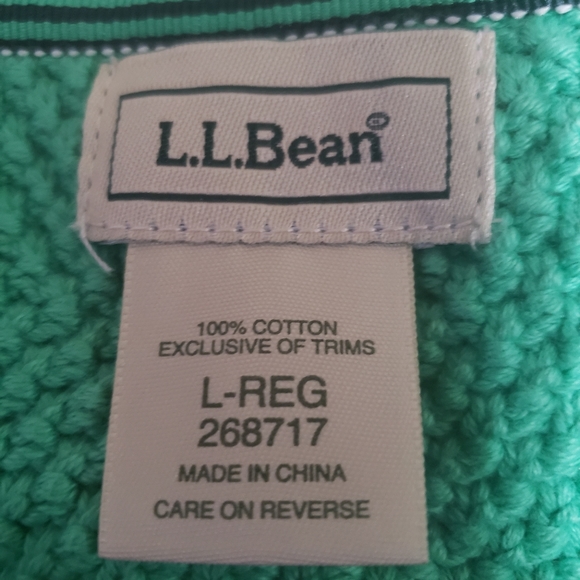 L.L.Bean®
100% COTTON
EXCLUSIVE OF TRIMS
L-REG
268717
MADE IN CHINA
CARE ON REVERSE